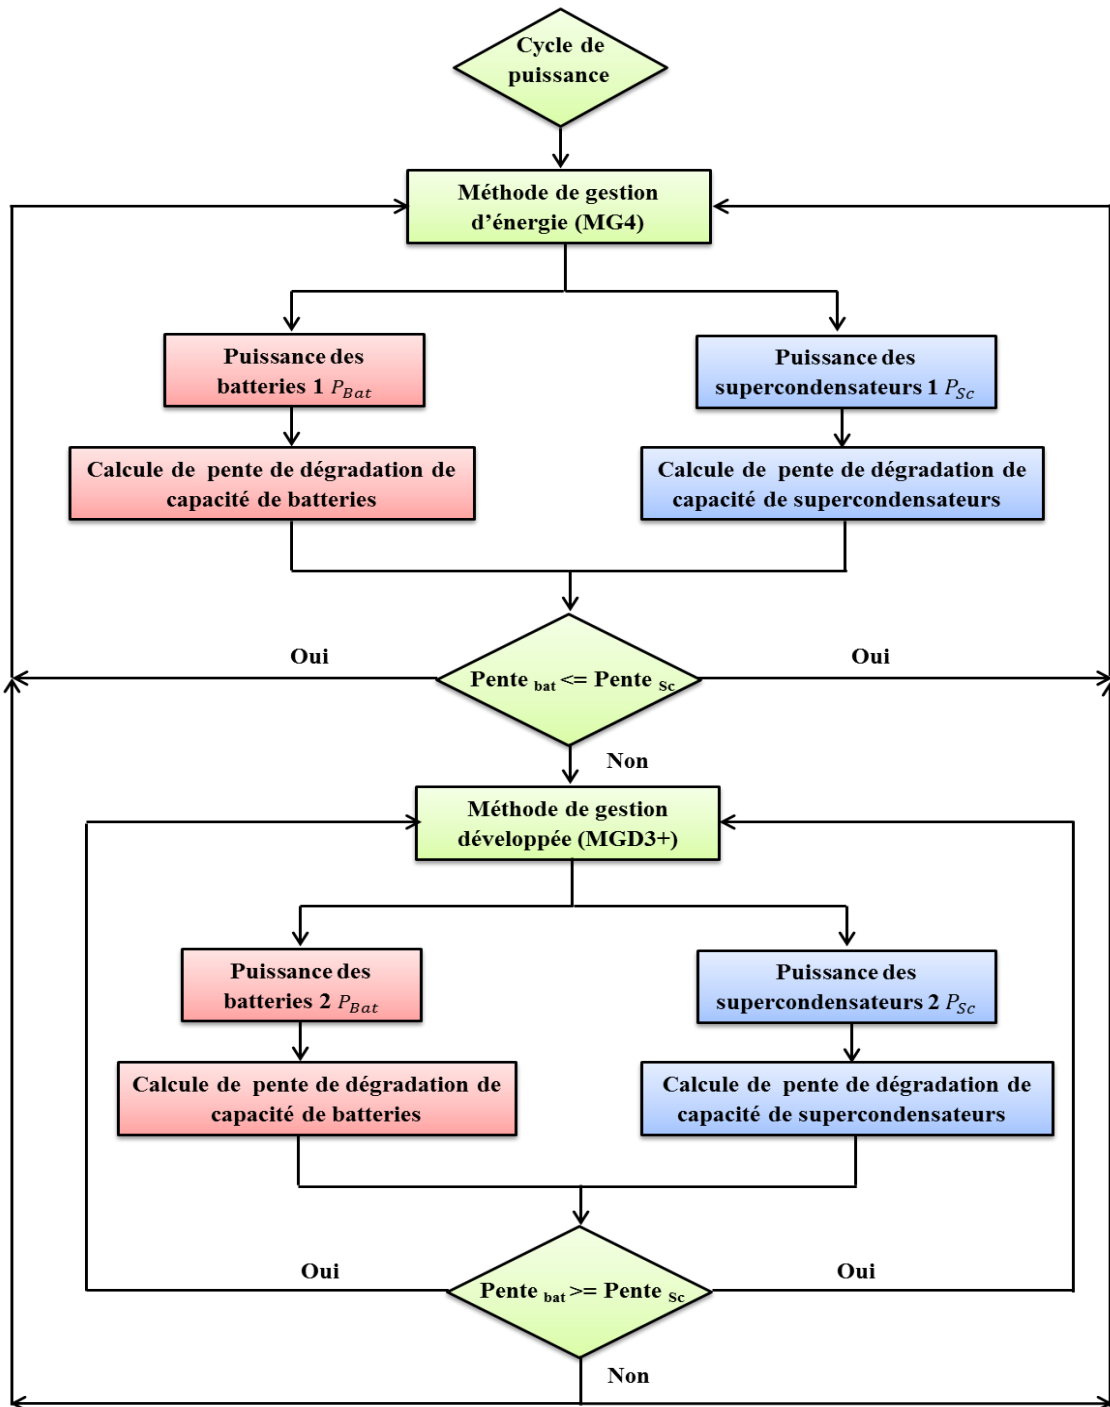 Cycle de
puissance
Méthode de gestion
d'énergie (MG4)
Puissance des
batteries 1 P_Bat
Puissance des
supercondensateurs 1 P_Sc
Calcule de pente de dégradation de
capacité de batteries
Calcule de pente de dégradation de
capacité de supercondensateurs
Oui
Pente bat <= Pente Sc
Oui
Non
Méthode de gestion
développée (MGD3+)
Puissance des
batteries 2 P_Bat
Puissance des
supercondensateurs 2 P_Sc
Calcule de pente de dégradation de
capacité de batteries
Calcule de pente de dégradation de
capacité de supercondensateurs
Oui
Pente bat >= Pente Sc
Oui
Non